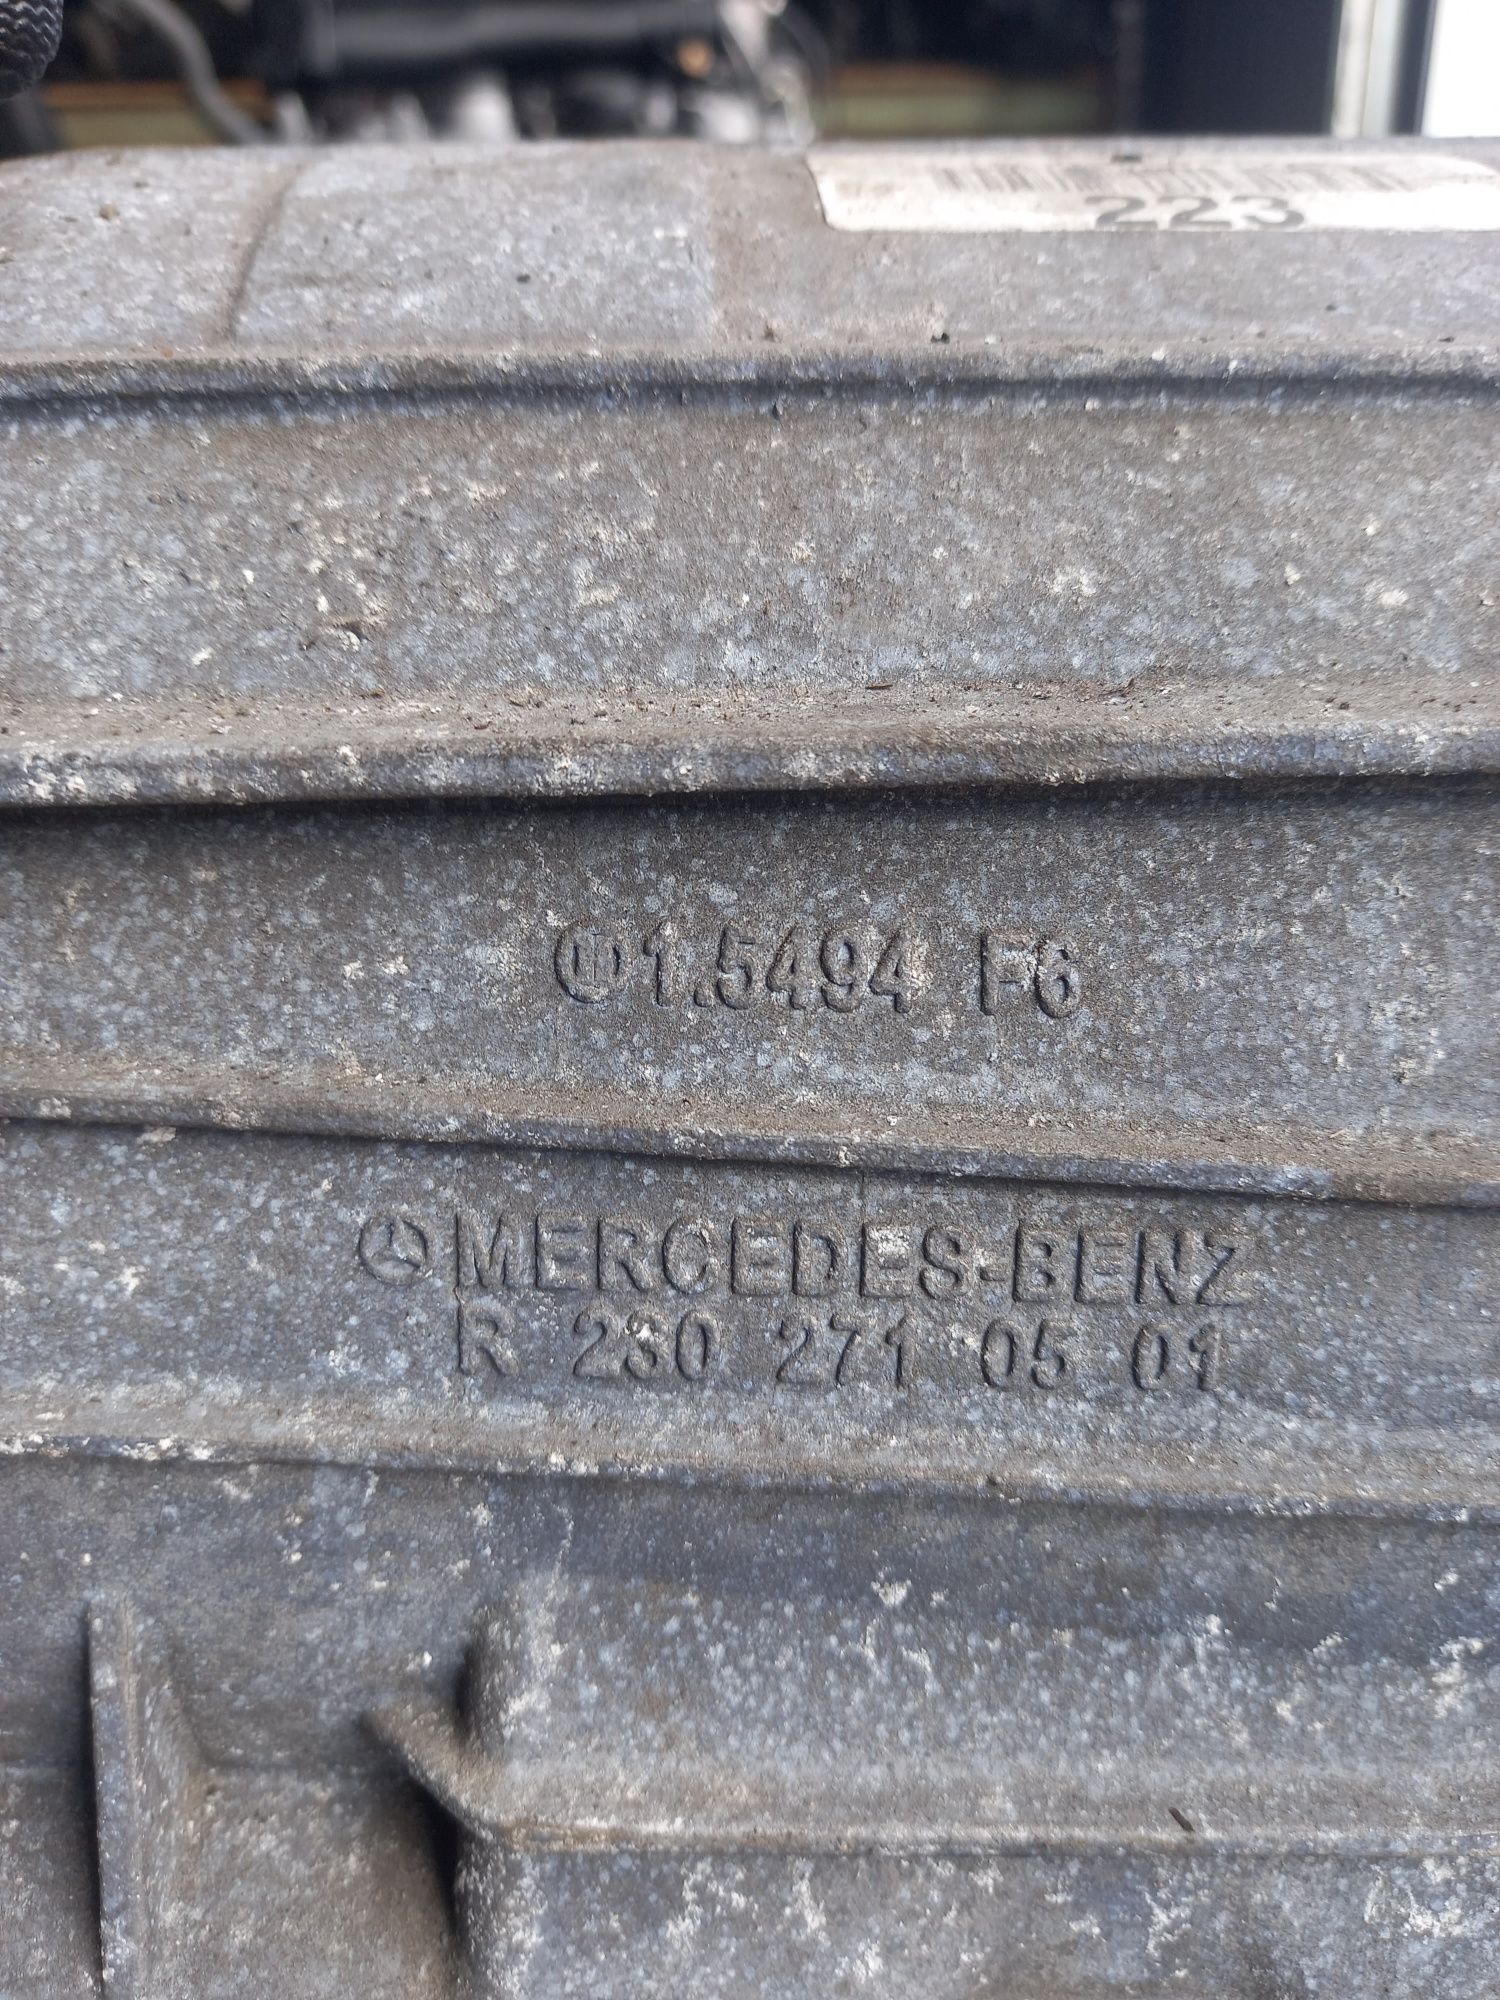 223
1.5494 F6
MERCEDES-BENZ
R 230 271 05 01